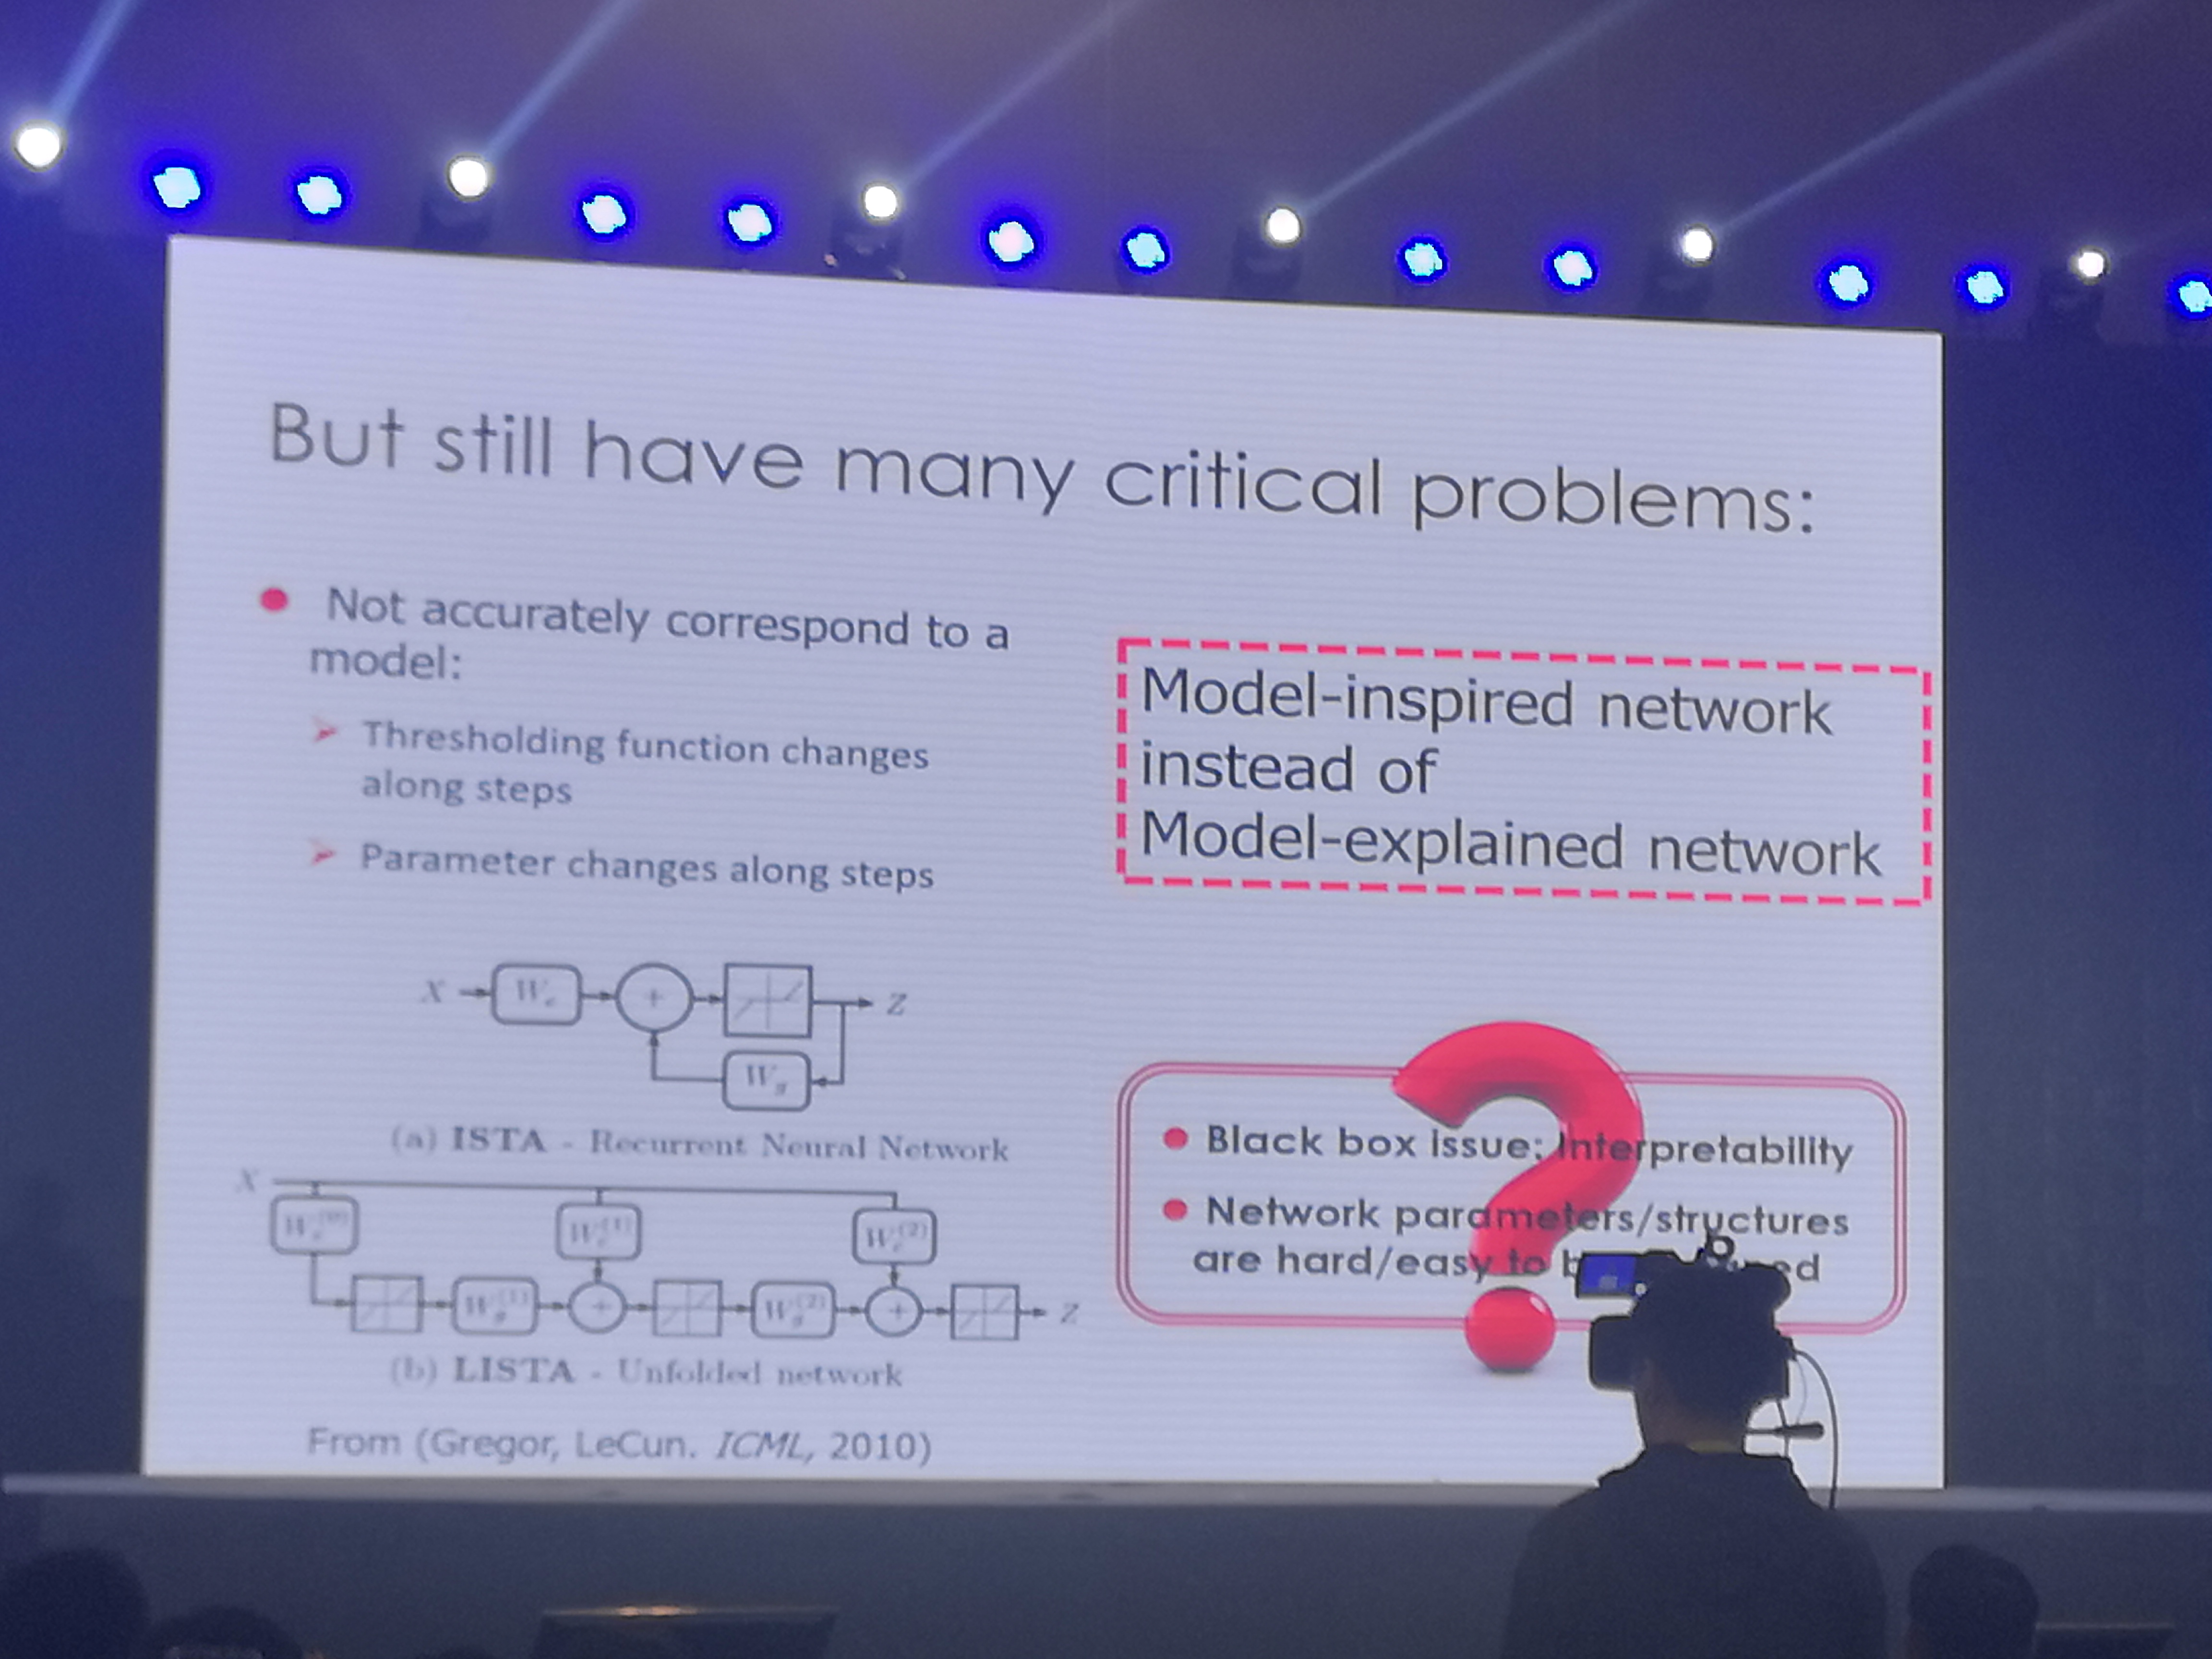 But still have many critical problems:
Not accurately correspond to a
model:
Thresholding function changes
along steps
Parameter changes along steps
Model-inspired network
instead of
Model-explained network
X
W_e
+
Z
W_g
(a) ISTA - Recurrent Neural Network
X
W_e^(0)
W_e^(1)
W_e^(2)
W_g^(1)
+
W_g^(2)
+
Z
(b) LISTA - Unfolded network
From (Gregor, LeCun. ICML, 2010)
Black box issue: Interpretability
Network parameters/structures
are hard/easy to